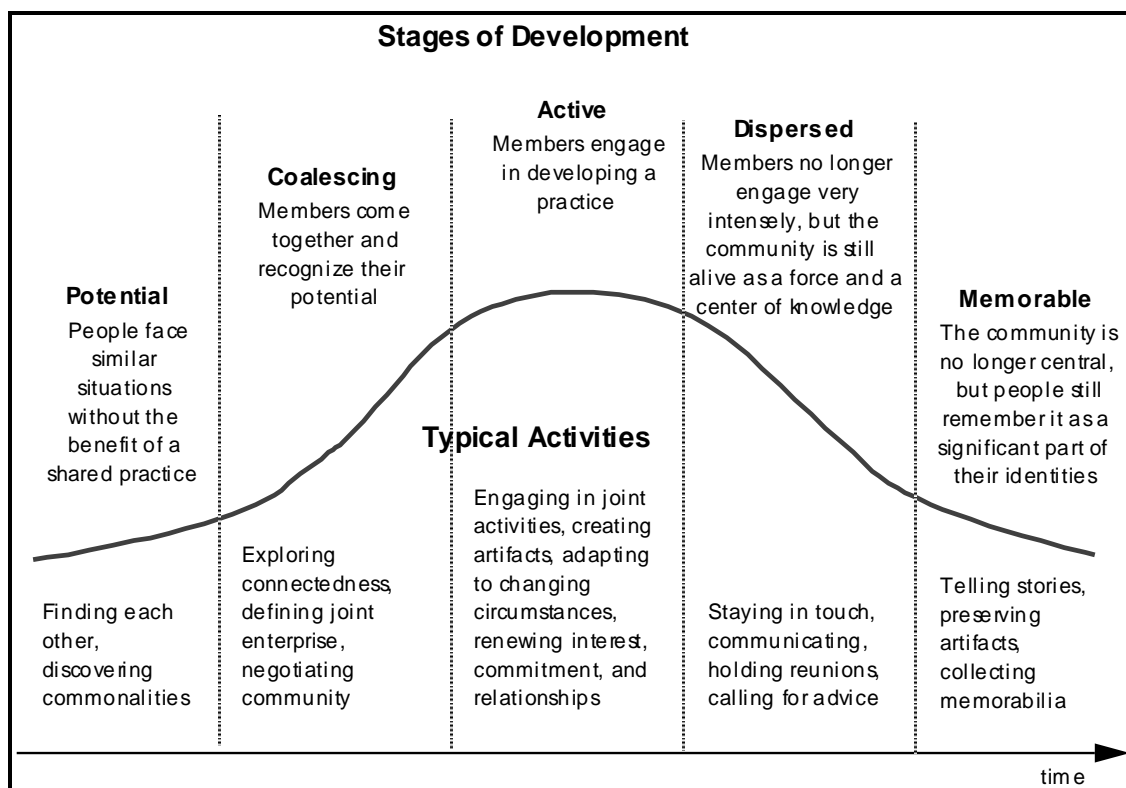 Stages of Development
Potential
People face
similar
situations
without the
benefit of a
shared practice
Coalescing
Members come
together and
recognize their
potential
Active
Members engage
in developing a
practice
Dispersed
Members no longer
engage very
intensely, but the
community is still
alive as a force and a
center of knowledge
Memorable
The community is
no longer central,
but people still
remember it as a
significant part of
their identities
Typical Activities
Finding each
other,
discovering
commonalities
Exploring
connectedness,
defining joint
enterprise,
negotiating
community
Engaging in joint
activities, creating
artifacts, adapting
to changing
circumstances,
renewing interest,
commitment, and
relationships
Staying in touch,
communicating,
holding reunions,
calling for advice
Telling stories,
preserving
artifacts,
collecting
memorabilia
time